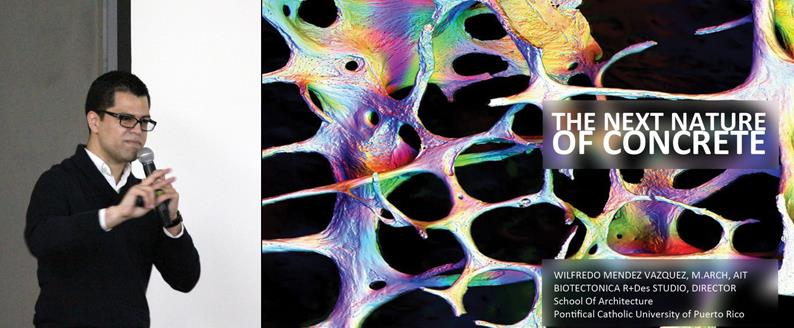 THE NEXT NATURE
OF CONCRETE
WILFREDO MENDEZ VAZQUEZ, M.ARCH, AIT
BIOTECTONICA R+Des STUDIO, DIRECTOR
School Of Architecture
Pontifical Catholic University of Puerto Rico